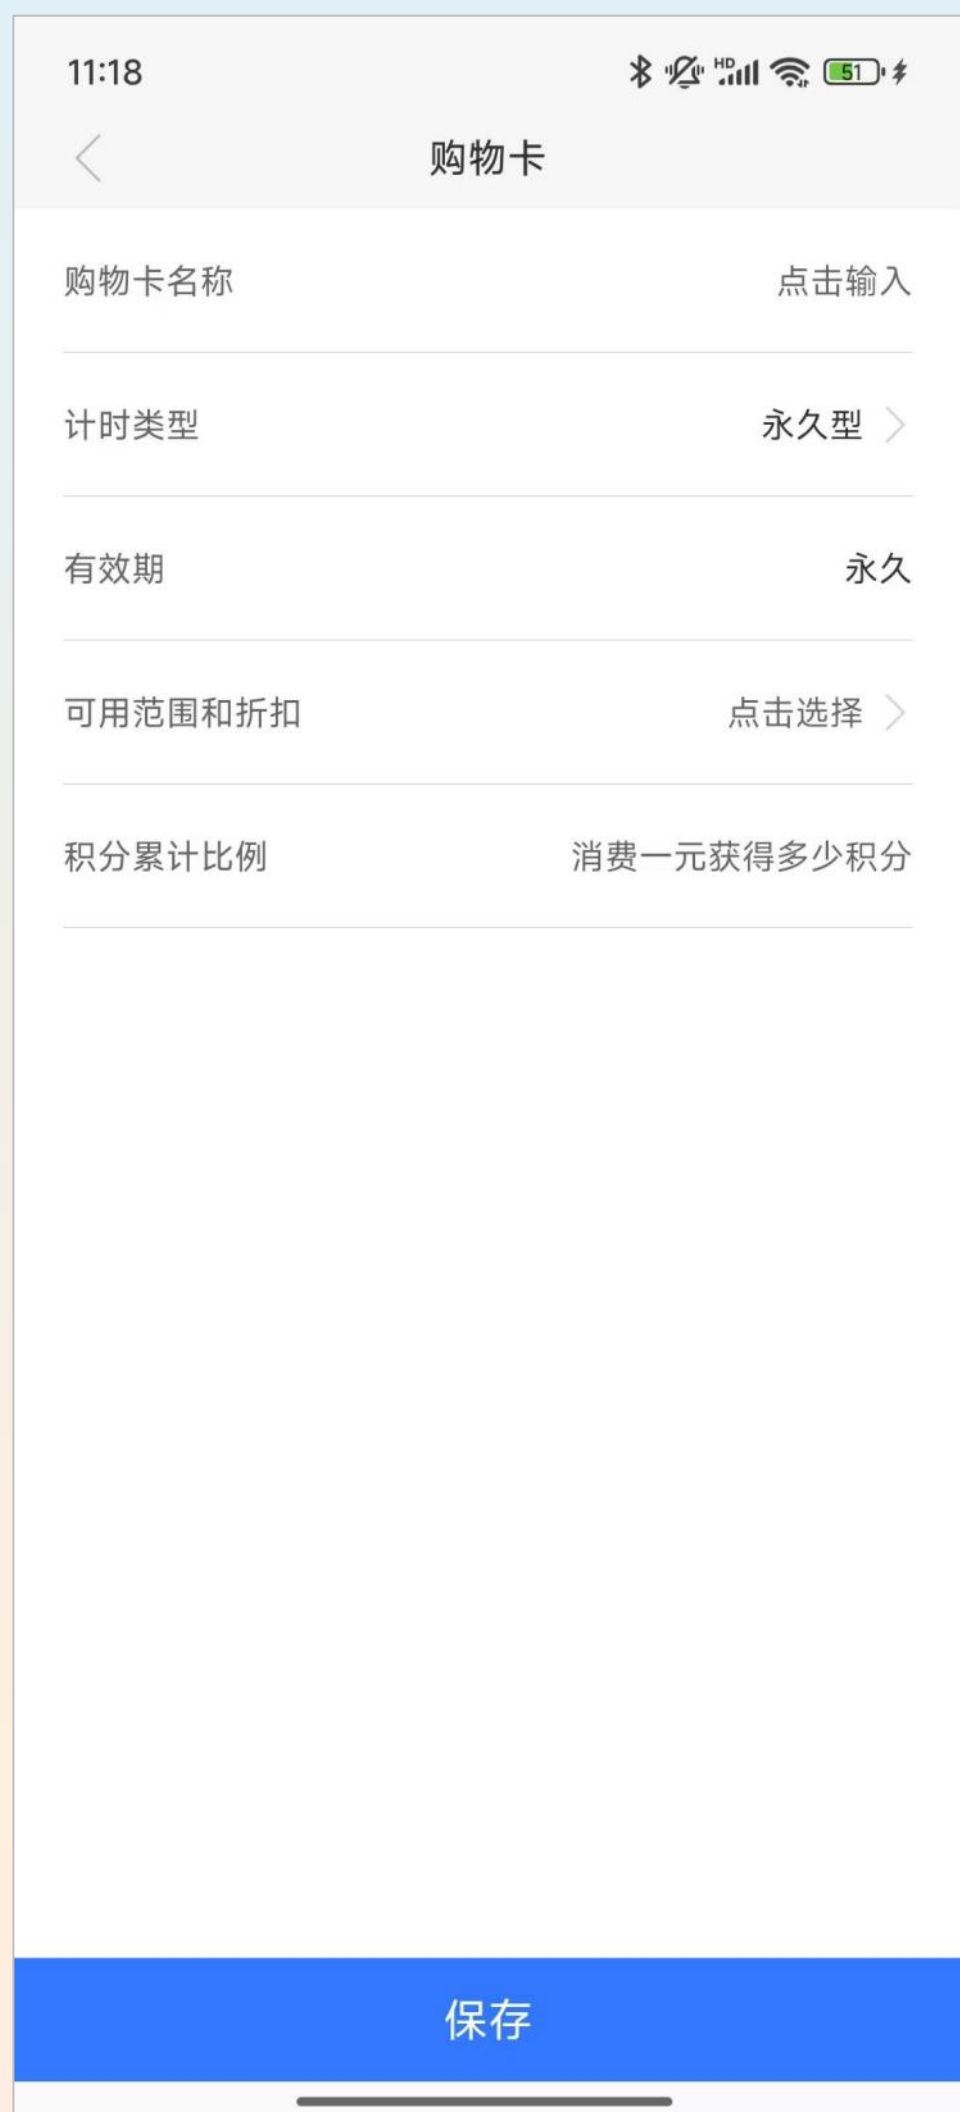 11:18
HD 51
购物卡
购物卡名称 点击输入
计时类型 永久型
有效期 永久
可用范围和折扣 点击选择
积分累计比例 消费一元获得多少积分
保存